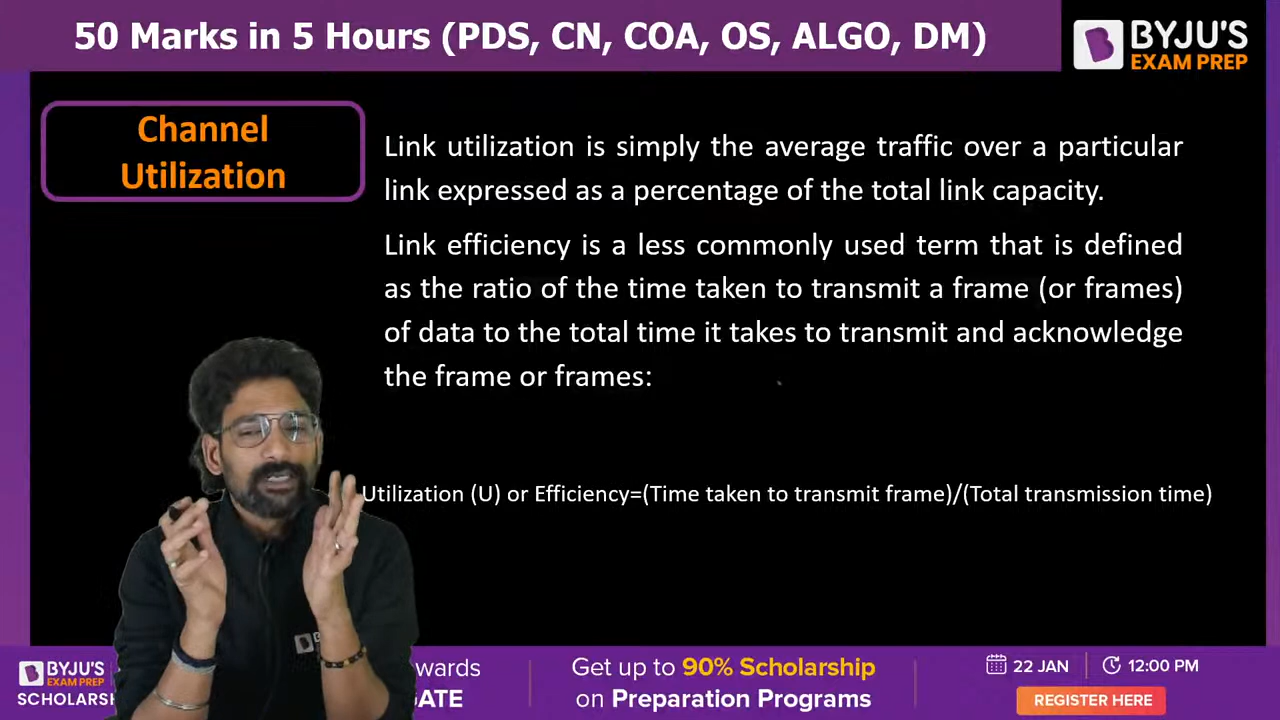 50 Marks in 5 Hours (PDS, CN, COA, OS, ALGO, DM)
BYJU'S
EXAM PREP
Channel
Utilization
Link utilization is simply the average traffic over a particular
link expressed as a percentage of the total link capacity.
Link efficiency is a less commonly used term that is defined
as the ratio of the time taken to transmit a frame (or frames)
of data to the total time it takes to transmit and acknowledge
the frame or frames:
Utilization (U) or Efficiency=(Time taken to transmit frame)/(Total transmission time)
BYJU'S
EXAM PREP
SCHOLARSH
wards
GATE
Get up to 90% Scholarship
on Preparation Programs
22 JAN
12:00 PM
REGISTER HERE